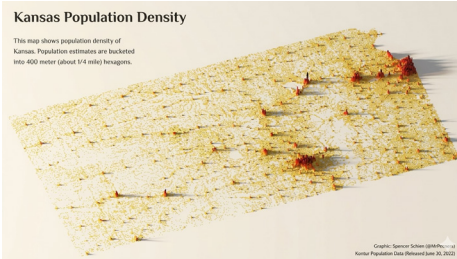 Kansas Population Density
This map shows population density of
Kansas. Population estimates are bucketed
into 400 meter (about 1/4 mile) hexagons.
Graphic: Spencer Schien
Kontur Population Data (Released June 30, 2022)